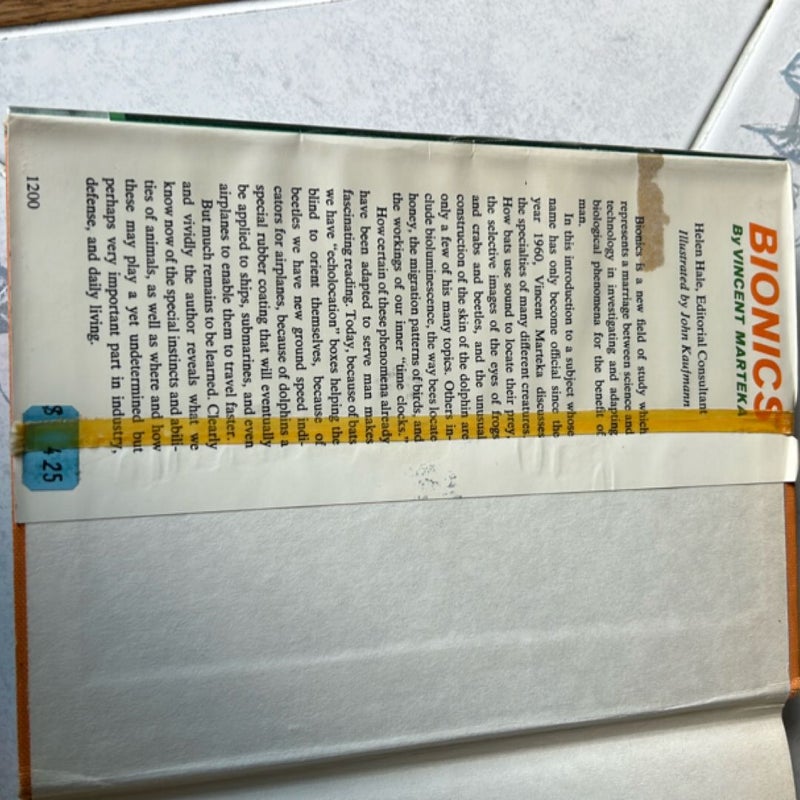 BIONICS
By VINCENT MARTEKA
Helen Hale, Editorial Consultant
Illustrated by John Kaufmann
Bionics is a new field of study which
represents a marriage between science and
technology in investigating and adapting
biological phenomena for the benefit of
man.
In this introduction to a subject whose
name has only become official since the
year 1960, Vincent Marteka discusses
the specialties of many different creatures.
How bats use sound to locate their prey,
the selective images of the eyes of frogs
and crabs and beetles, and the unusual
construction of the skin of the dolphin are
only a few of his many topics. Others in-
clude bioluminescence, the way bees locate
honey, the migration patterns of birds, and
the workings of our inner "time clocks."
How certain of these phenomena already
have been adapted to serve man makes
fascinating reading. Today, because of bats
we have "echolocation" boxes helping the
blind to orient themselves, because of
beetles we have new ground speed indi-
cators for airplanes, because of dolphins a
special rubber coating that will eventually
be applied to ships, submarines, and even
airplanes to enable them to travel faster.
But much remains to be learned. Clearly
and vividly the author reveals what we
know now of the special instincts and abili-
ties of animals, as well as where and how
these may play a yet undetermined but
perhaps very important part in industry,
defense, and daily living.
1200
425